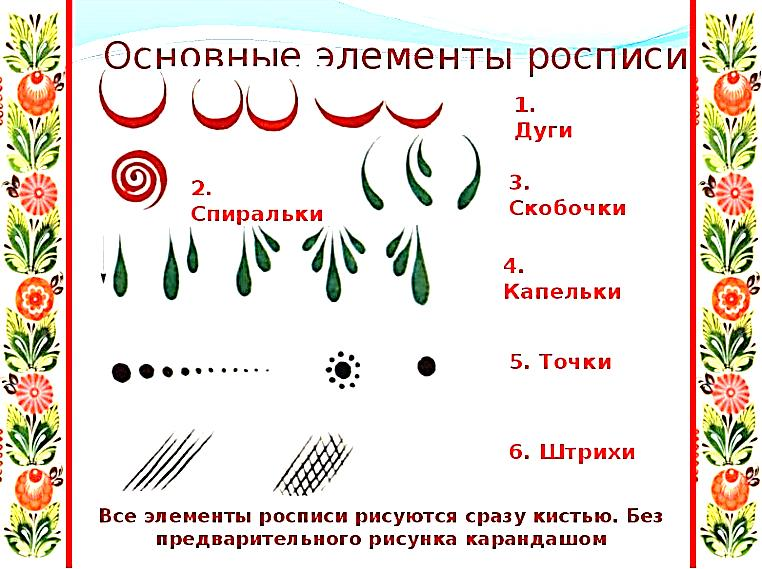 Основные элементы росписи
1.
Дуги
2.
Спиральки
3.
Скобочки
4.
Капельки
5. Точки
6. Штрихи
Все элементы росписи рисуются сразу кистью. Без
предварительного рисунка карандашом